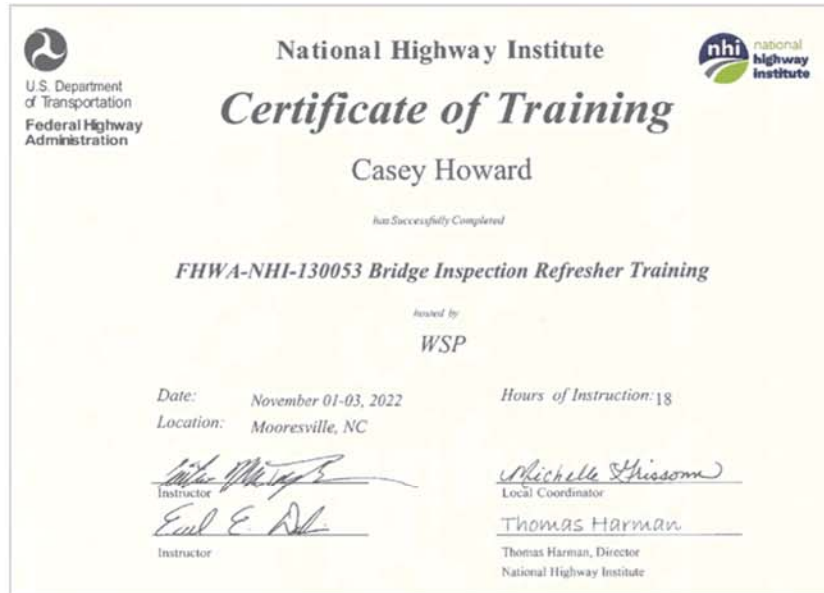 U.S. Department
of Transportation
Federal Highway
Administration
National Highway Institute
nhi national
highway
institute
Certificate of Training
Casey Howard
has Successfully Completed
FHWA-NHI-130053 Bridge Inspection Refresher Training
hosted by
WSP
Date: November 01-03, 2022
Location: Mooresville, NC
Hours of Instruction: 18
Instructor
Michelle Grissom
Local Coordinator
Instructor
Thomas Harman
Thomas Harman, Director
National Highway Institute